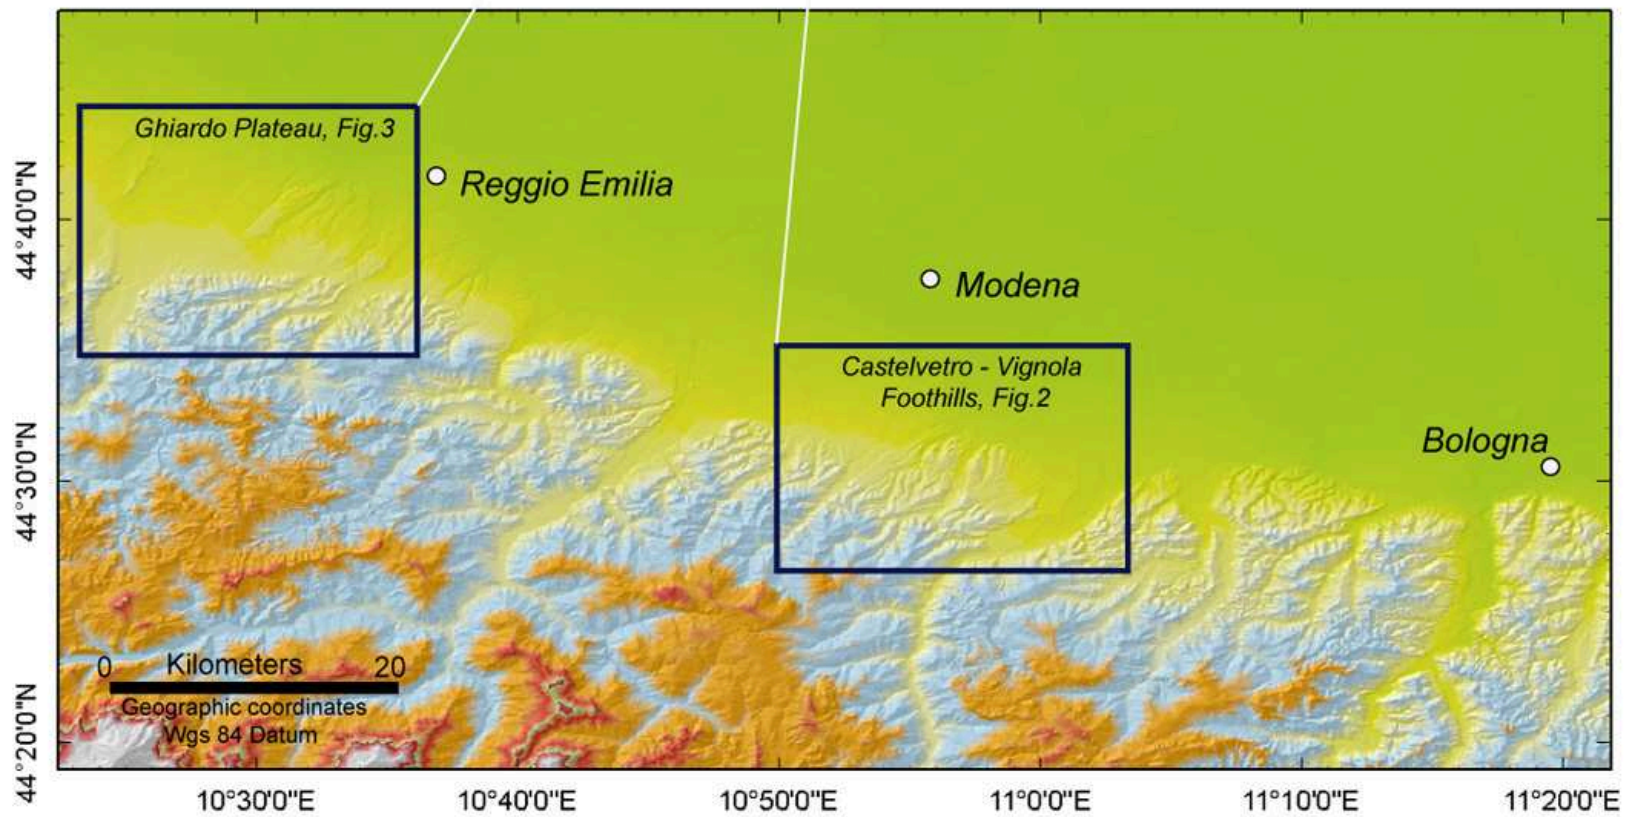 Ghiardo Plateau, Fig.3
Reggio Emilia
Modena
Castelvetro - Vignola
Foothills, Fig.2
Bologna
44°40'0"N
44°30'0"N
44°20'0"N
0 Kilometers 20
Geographic coordinates
Wgs 84 Datum
10°30'0"E 10°40'0"E 10°50'0"E 11°0'0"E 11°10'0"E 11°20'0"E